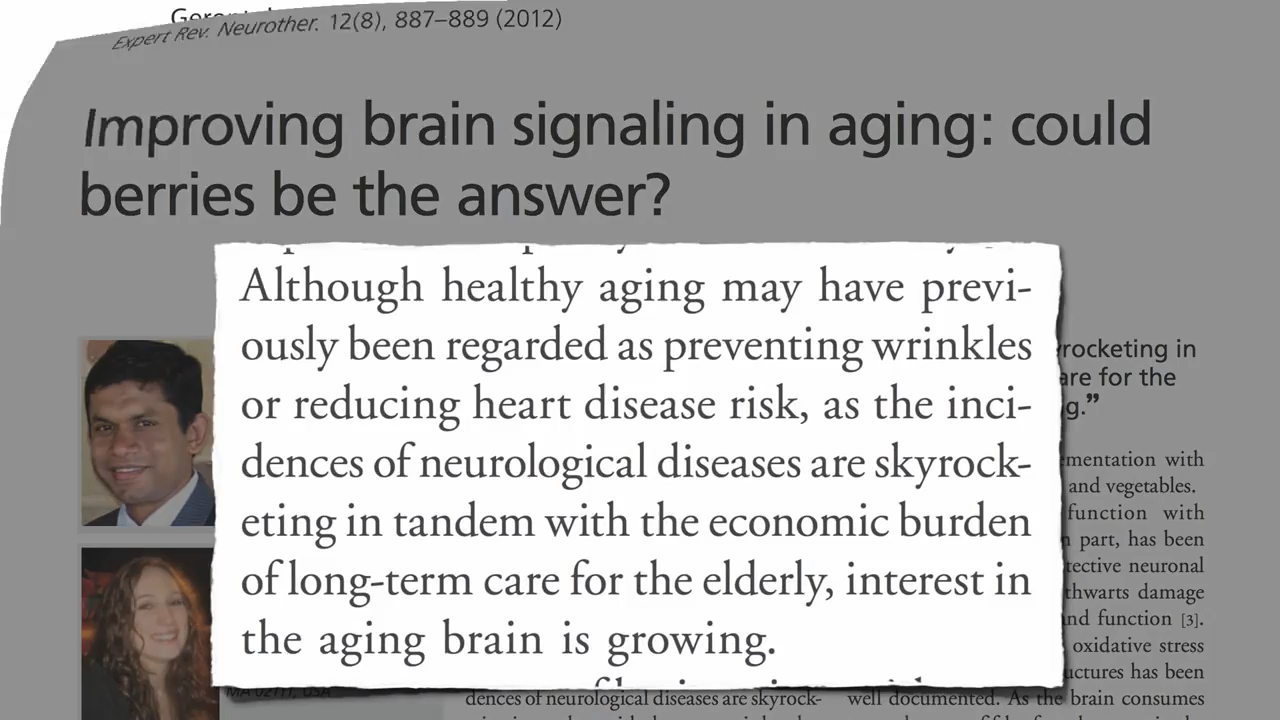 Expert Rev. Neurother. 12(8), 887–889 (2012)
Improving brain signaling in aging: could
berries be the answer?
Although healthy aging may have previ-
ously been regarded as preventing wrinkles
or reducing heart disease risk, as the inci-
dences of neurological diseases are skyrock-
eting in tandem with the economic burden
of long-term care for the elderly, interest in
the aging brain is growing.
rocketing in
are for the
g.”
MA 02111, USA
dences of neurological diseases are skyrock-
mentation with
and vegetables.
function with
part, has been
tective neuronal
thwarts damage
and function [3].
oxidative stress
uctures has been
well documented. As the brain consumes